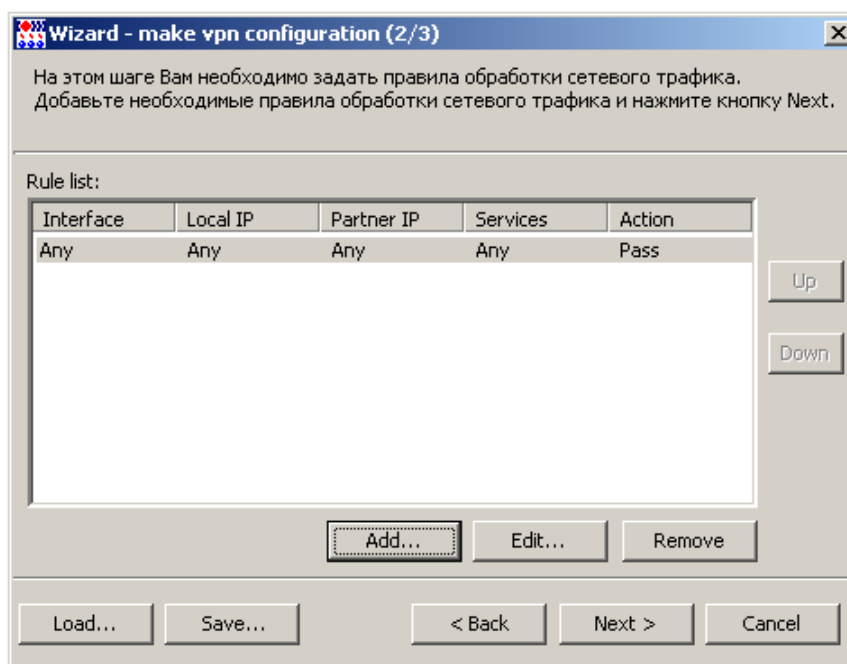 Wizard - make vpn configuration (2/3)
На этом шаге Вам необходимо задать правила обработки сетевого трафика.
Добавьте необходимые правила обработки сетевого трафика и нажмите кнопку Next.
Rule list:
Interface Local IP Partner IP Services Action
Any Any Any Any Pass
Up
Down
Add... Edit... Remove
Load... Save... < Back Next > Cancel